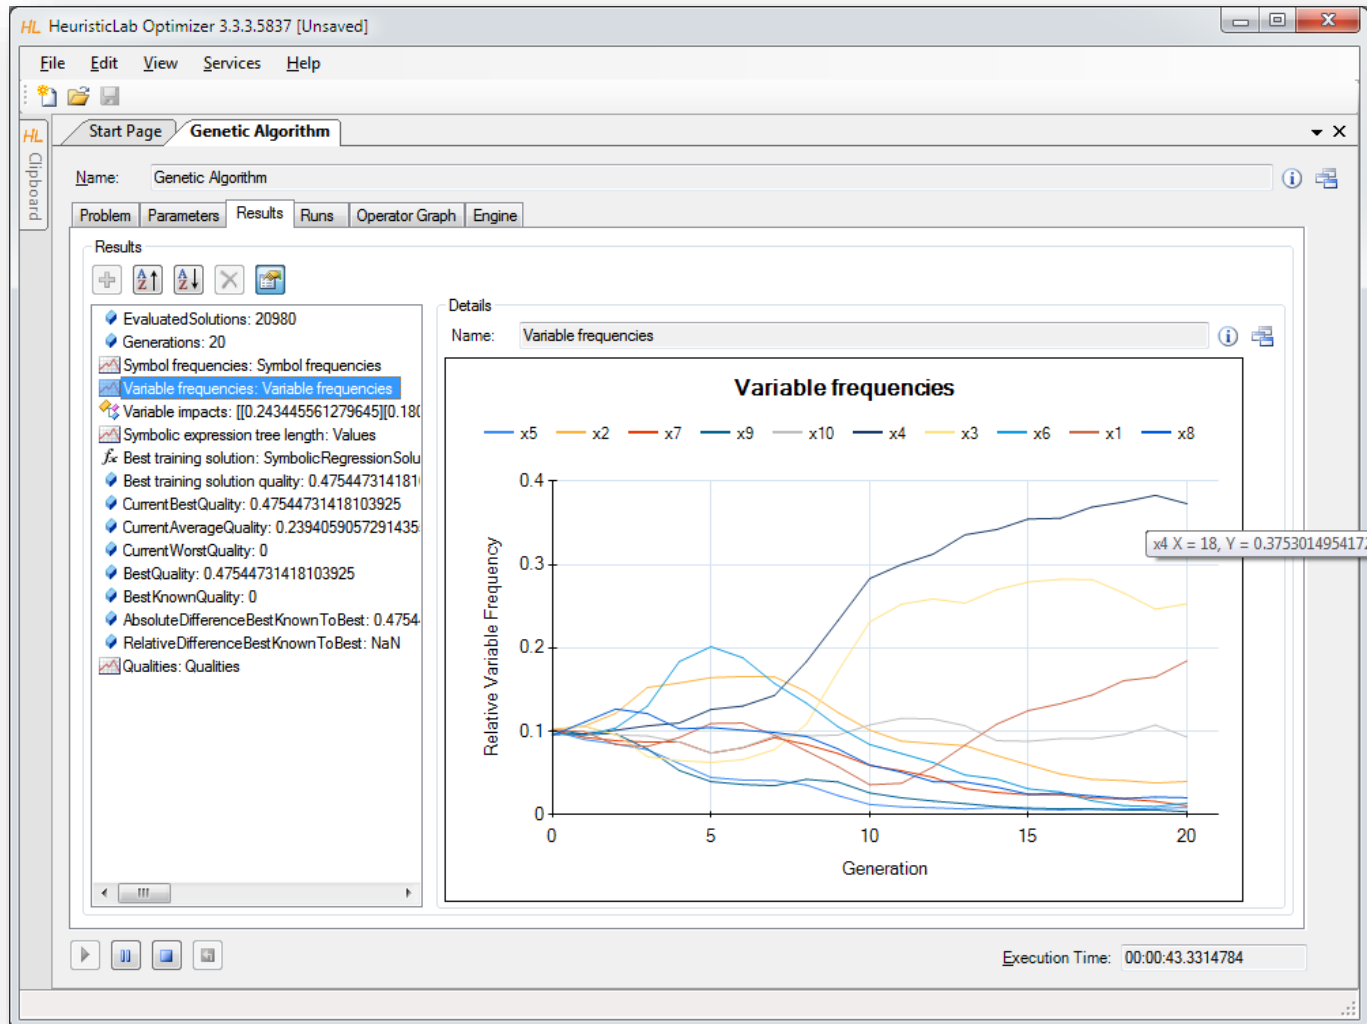 HL HeuristicLab Optimizer 3.3.3.5837 [Unsaved]
File Edit View Services Help
HL Clipboard
Start Page Genetic Algorithm
Name: Genetic Algorithm
Problem Parameters Results Runs Operator Graph Engine
Results
EvaluatedSolutions: 20980
Generations: 20
Symbol frequencies: Symbol frequencies
Variable frequencies: Variable frequencies
Variable impacts: [[0.243445561279645][0.180
Symbolic expression tree length: Values
fx Best training solution: SymbolicRegressionSolu
Best training solution quality: 0.475447314181
CurrentBestQuality: 0.47544731418103925
CurrentAverageQuality: 0.2394059057291435
CurrentWorstQuality: 0
BestQuality: 0.47544731418103925
BestKnownQuality: 0
AbsoluteDifferenceBestKnownToBest: 0.4754
RelativeDifferenceBestKnownToBest: NaN
Qualities: Qualities
Details
Name: Variable frequencies
Variable frequencies
x5 x2 x7 x9 x10 x4 x3 x6 x1 x8
Relative Variable Frequency
0.4
0.3
0.2
0.1
0
0 5 10 15 20
Generation
x4 X = 18, Y = 0.375301495417
Execution Time: 00:00:43.3314784